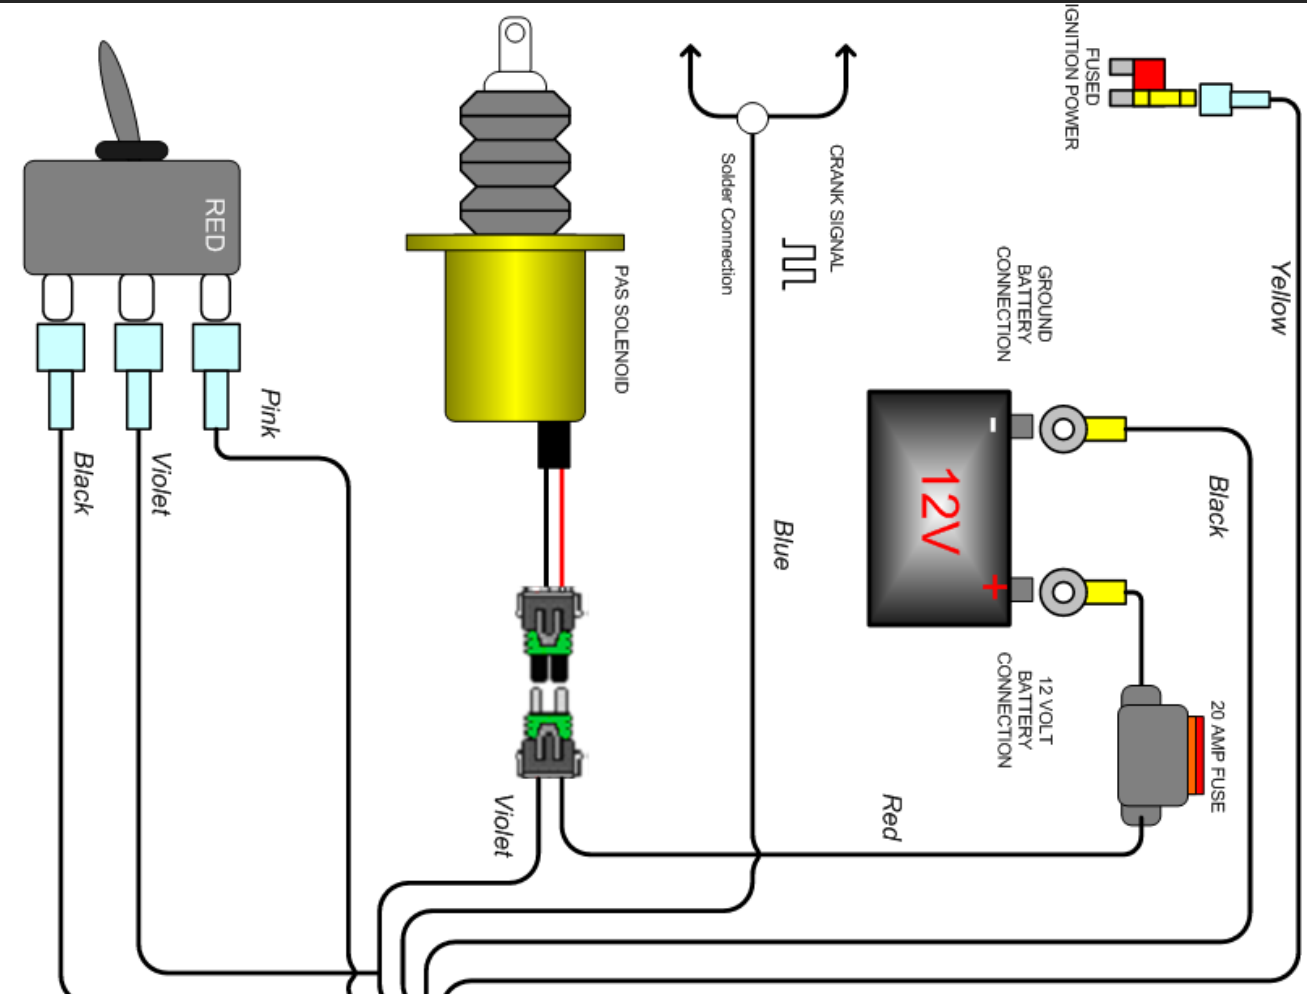 RED
Black
Violet
Pink
PAS SOLENOID
Violet
Solder Connection
CRANK SIGNAL
Blue
Red
FUSED
IGNITION POWER
Yellow
GROUND
BATTERY
CONNECTION
-
12V
+
Black
12 VOLT
BATTERY
CONNECTION
20 AMP FUSE